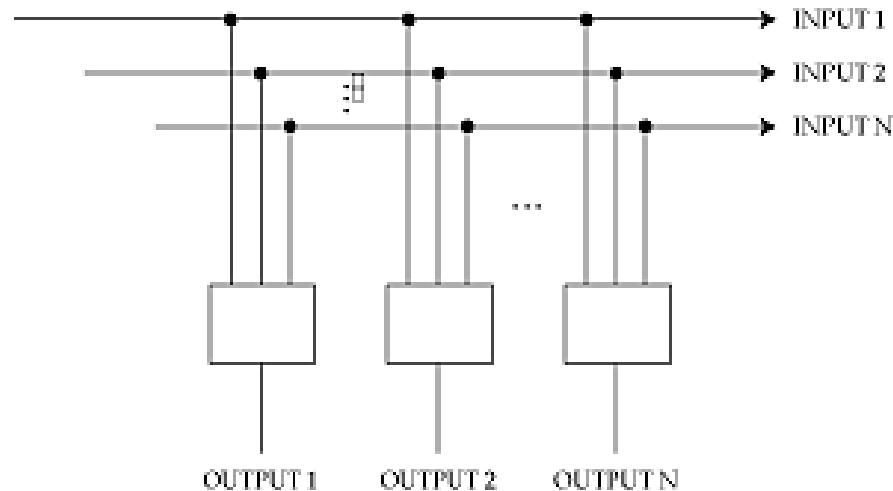 INPUT 1
INPUT 2
INPUT N
...
OUTPUT 1 OUTPUT 2 OUTPUT N